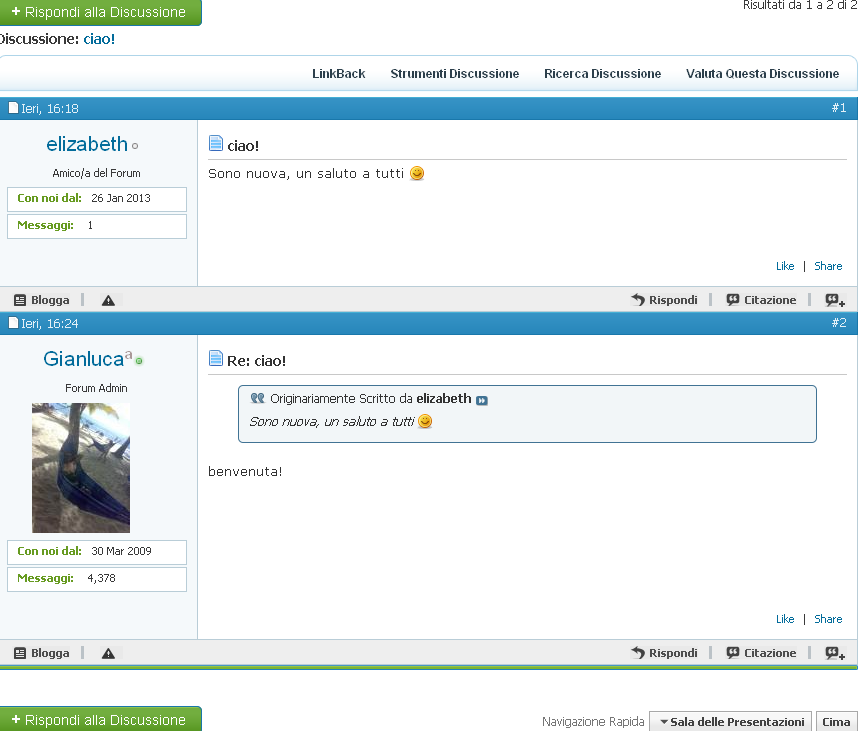 + Rispondi alla Discussione
Risultati da 1 a 2 di 2
Discussione: ciao!
LinkBack Strumenti Discussione Ricerca Discussione Valuta Questa Discussione
Ieri, 16:18 #1
elizabeth
Amico/a del Forum
Con noi dal: 26 Jan 2013
Messaggi: 1
ciao!
Sono nuova, un saluto a tutti
Like | Share
Blogga | Rispondi | Citazione |
Ieri, 16:24 #2
Gianluca a
Forum Admin
Con noi dal: 30 Mar 2009
Messaggi: 4,378
Re: ciao!
Originariamente Scritto da elizabeth
Sono nuova, un saluto a tutti
benvenuta!
Like | Share
Blogga | Rispondi | Citazione |
+ Rispondi alla Discussione
Navigazione Rapida Sala delle Presentazioni Cima